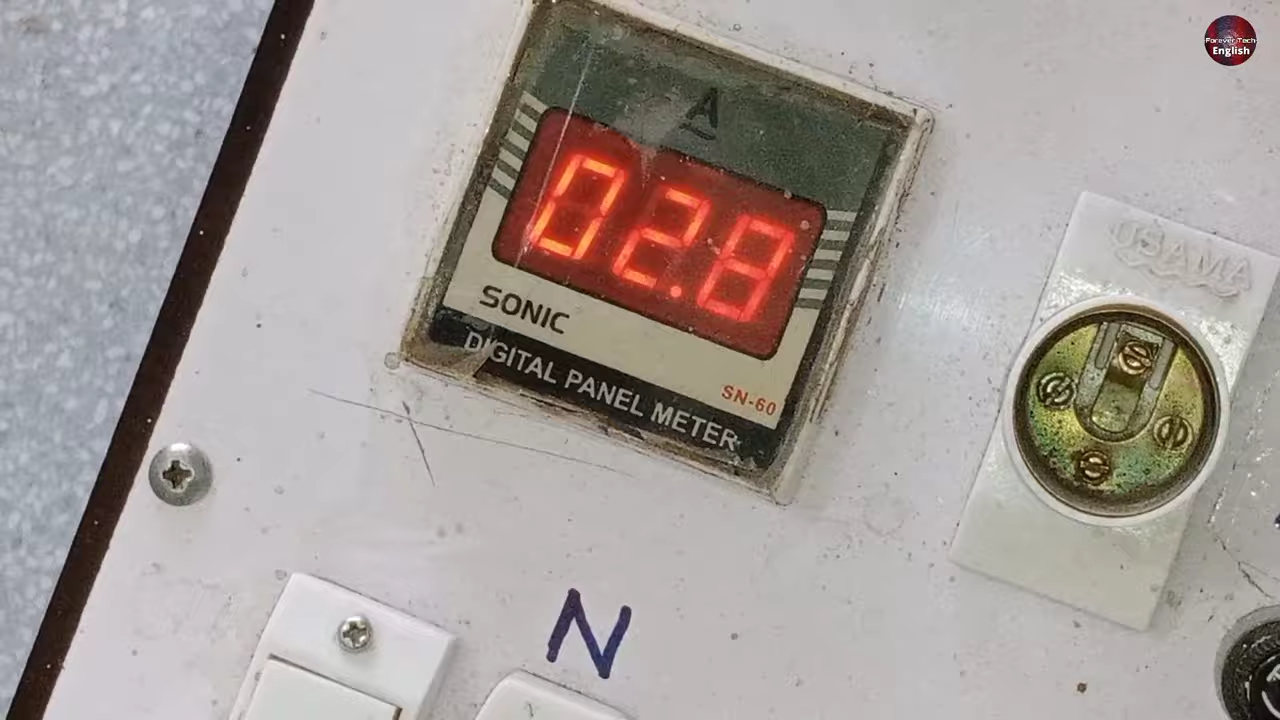 Forever Tech
English
A
02.8
SONIC
DIGITAL PANEL METER
SN-60
USAMA
N